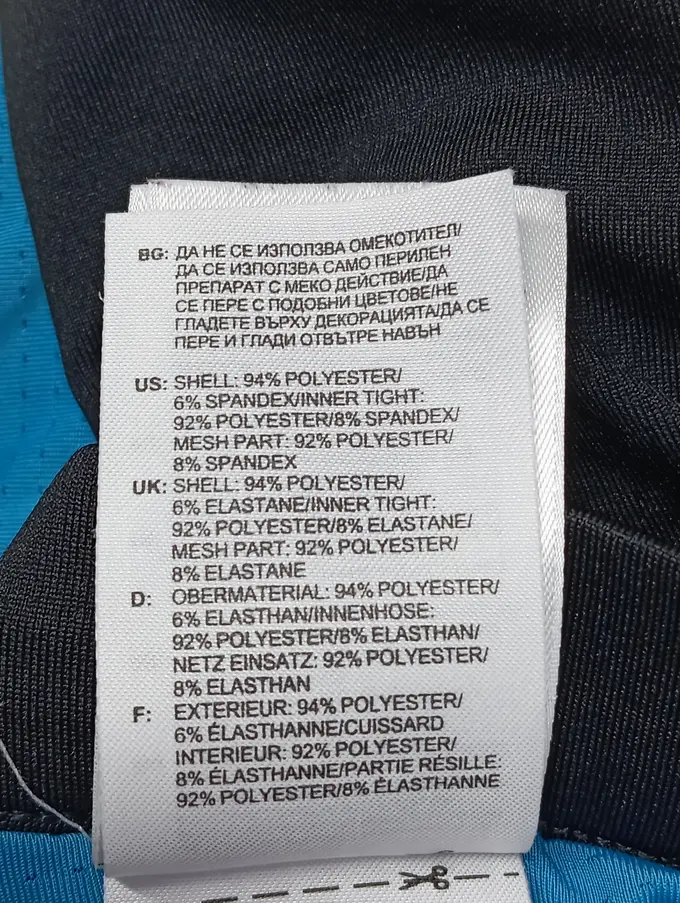 BG: ДА НЕ СЕ ИЗПОЛЗВА ОМЕКОТИТЕЛ/
ДА СЕ ИЗПОЛЗВА САМО ПЕРИЛЕН
ПРЕПАРАТ С МЕКО ДЕЙСТВИЕ/ДА
СЕ ПЕРЕ С ПОДОБНИ ЦВЕТОВЕ/НЕ
ГЛАДЕТЕ ВЪРХУ ДЕКОРАЦИЯТА/ДА СЕ
ПЕРЕ И ГЛАДИ ОТВЪТРЕ НАВЪН
US: SHELL: 94% POLYESTER/
6% SPANDEX/INNER TIGHT:
92% POLYESTER/8% SPANDEX/
MESH PART: 92% POLYESTER/
8% SPANDEX
UK: SHELL: 94% POLYESTER/
6% ELASTANE/INNER TIGHT:
92% POLYESTER/8% ELASTANE/
MESH PART: 92% POLYESTER/
8% ELASTANE
D: OBERMATERIAL: 94% POLYESTER/
6% ELASTHAN/INNENHOSE:
92% POLYESTER/8% ELASTHAN/
NETZ EINSATZ: 92% POLYESTER/
8% ELASTHAN
F: EXTERIEUR: 94% POLYESTER/
6% ÉLASTHANNE/CUISSARD
INTERIEUR: 92% POLYESTER/
8% ÉLASTHANNE/PARTIE RÉSILLE:
92% POLYESTER/8% ÉLASTHANNE